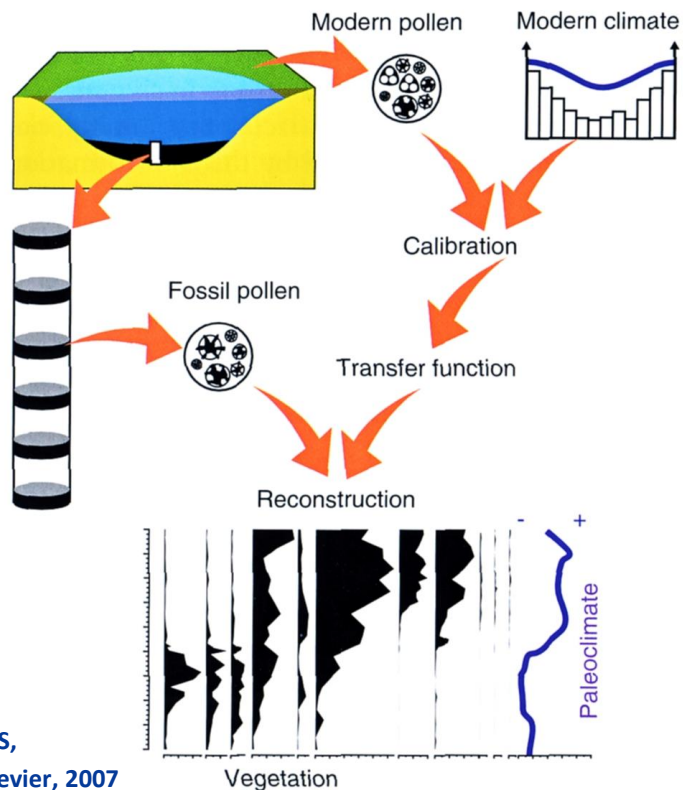 Modern pollen
Modern climate
Calibration
Fossil pollen
Transfer function
Reconstruction
- +
Paleoclimate
S,
evier, 2007
Vegetation